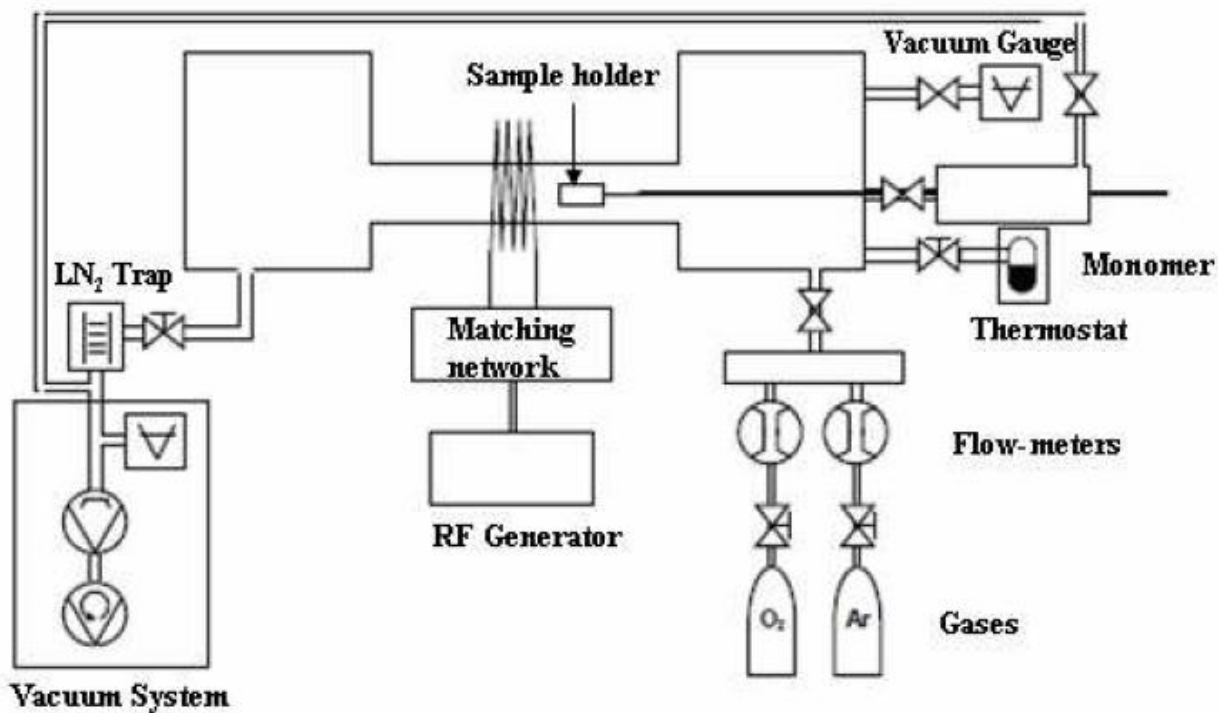 Vacuum Gauge
Sample holder
LN₂ Trap
Monomer
Thermostat
Matching
network
Flow-meters
RF Generator
O₂
Ar
Gases
Vacuum System